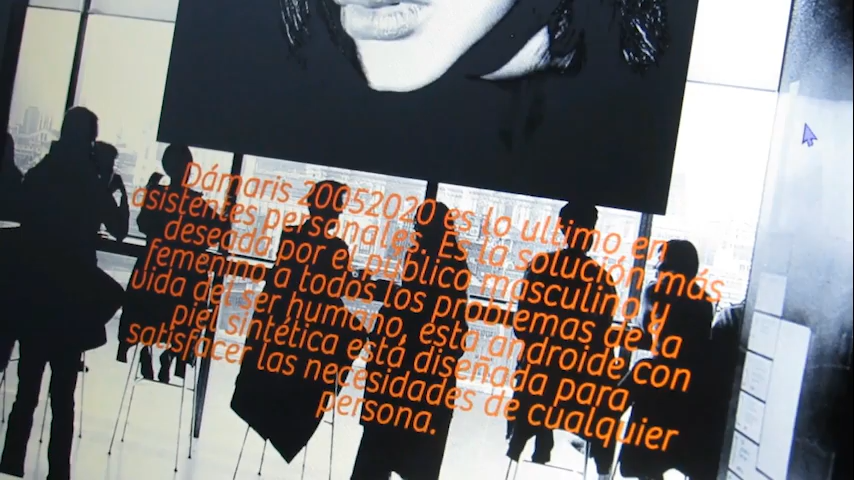 Dámaris 20052020 es lo ultimo en
asistentes personales. Es la solución más
deseada por el público masculino y
femenino a todos los problemas de la
vida del ser humano, esta androide con
piel sintética está diseñada para
satisfacer las necesidades de cualquier
persona.